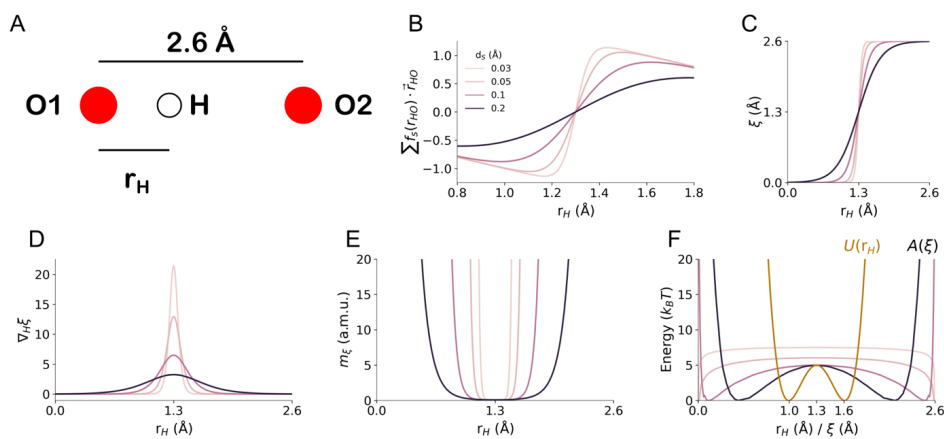 A
2.6 Å
O1
H
O2
r_H
B
∑ f_s(r_HO) · r⃗_HO
1.0
0.5
0.0
−0.5
−1.0
d_S (Å)
0.03
0.05
0.1
0.2
0.8 1.0 1.2 1.4 1.6 1.8
r_H (Å)
C
ξ (Å)
2.6
1.3
0.0
0.0 1.3 2.6
r_H (Å)
D
∇_Hξ
20
15
10
5
0
0.0 1.3 2.6
r_H (Å)
E
m_ξ (a.m.u.)
20
15
10
5
0
0.0 1.3 2.6
r_H (Å)
F
U(r_H) A(ξ)
Energy (k_BT)
20
15
10
5
0
0.0 1.0 1.3 1.6 2.6
r_H (Å) / ξ (Å)